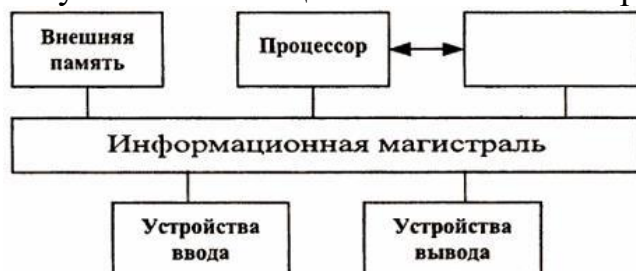 Внешняя
память
Процессор
Информационная магистраль
Устройства
ввода
Устройства
вывода